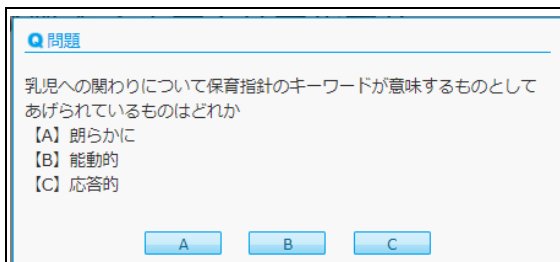 Q 問題
乳児への関わりについて保育指針のキーワードが意味するものとして
あげられているものはどれか
【A】朗らかに
【B】能動的
【C】応答的
A B C